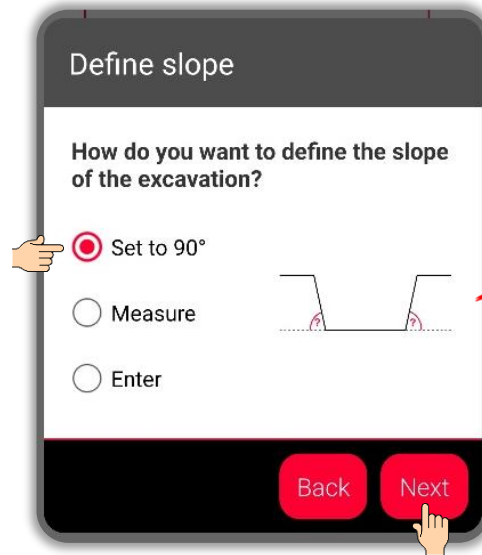 Define slope
How do you want to define the slope
of the excavation?
Set to 90°
Measure
? ?
Enter
Back Next